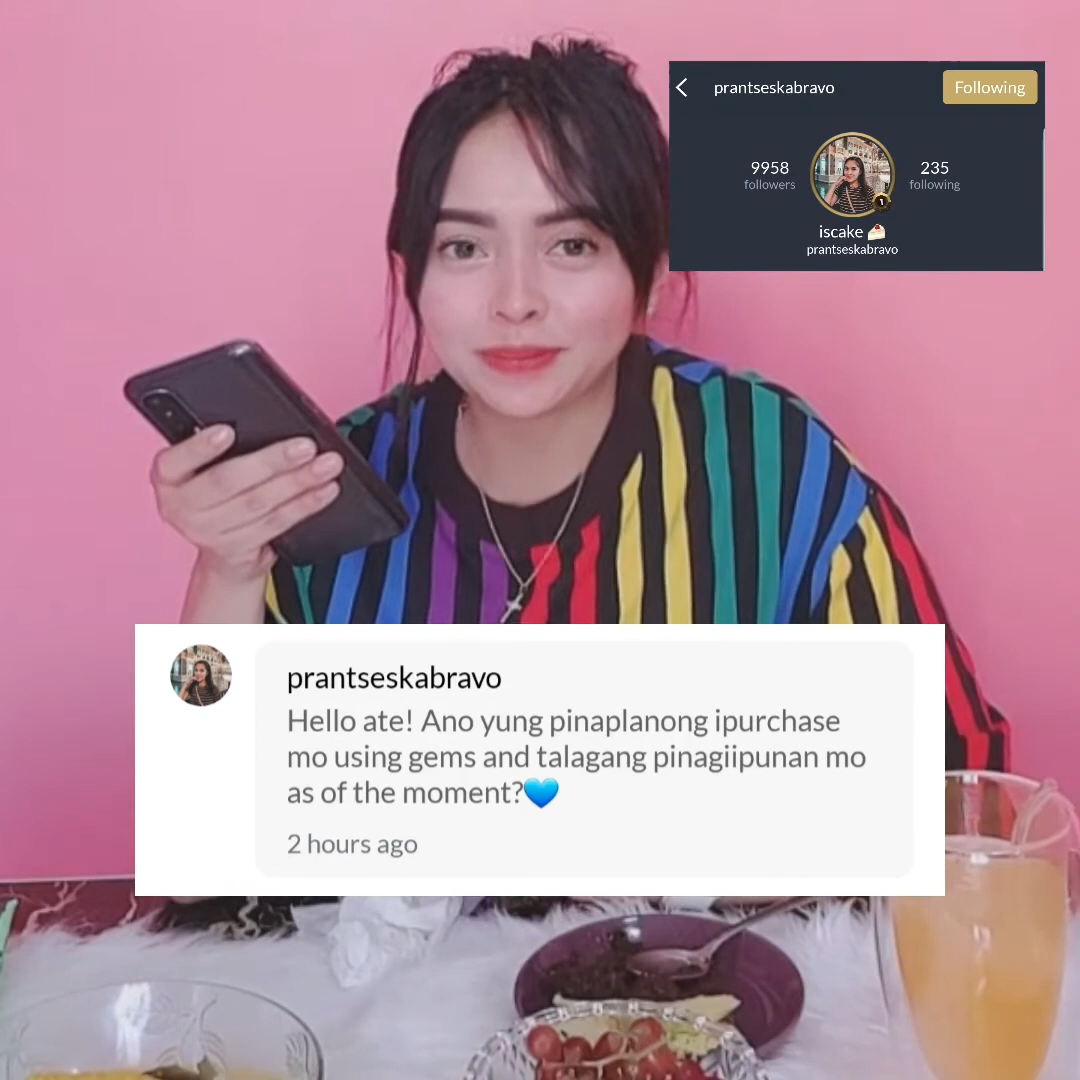 prantseskabravo
Following
9958
followers
235
following
1
iscake 🍰
prantseskabravo
prantseskabravo
Hello ate! Ano yung pinaplanong ipurchase
mo using gems and talagang pinagiipunan mo
as of the moment?💙
2 hours ago